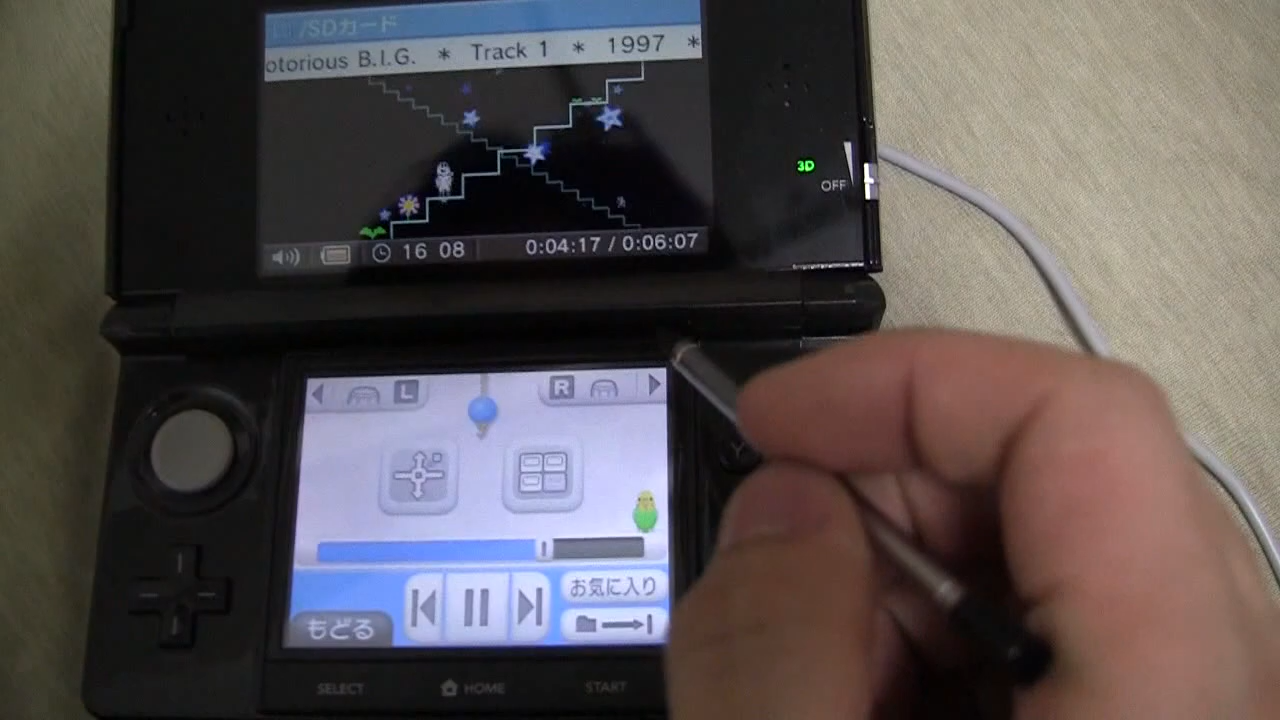 /SDカード
otorious B.I.G. * Track 1 * 1997 *
16 08
0:04:17 / 0:06:07
3D
OFF
L
R
お気に入り
もどる
SELECT
HOME
START